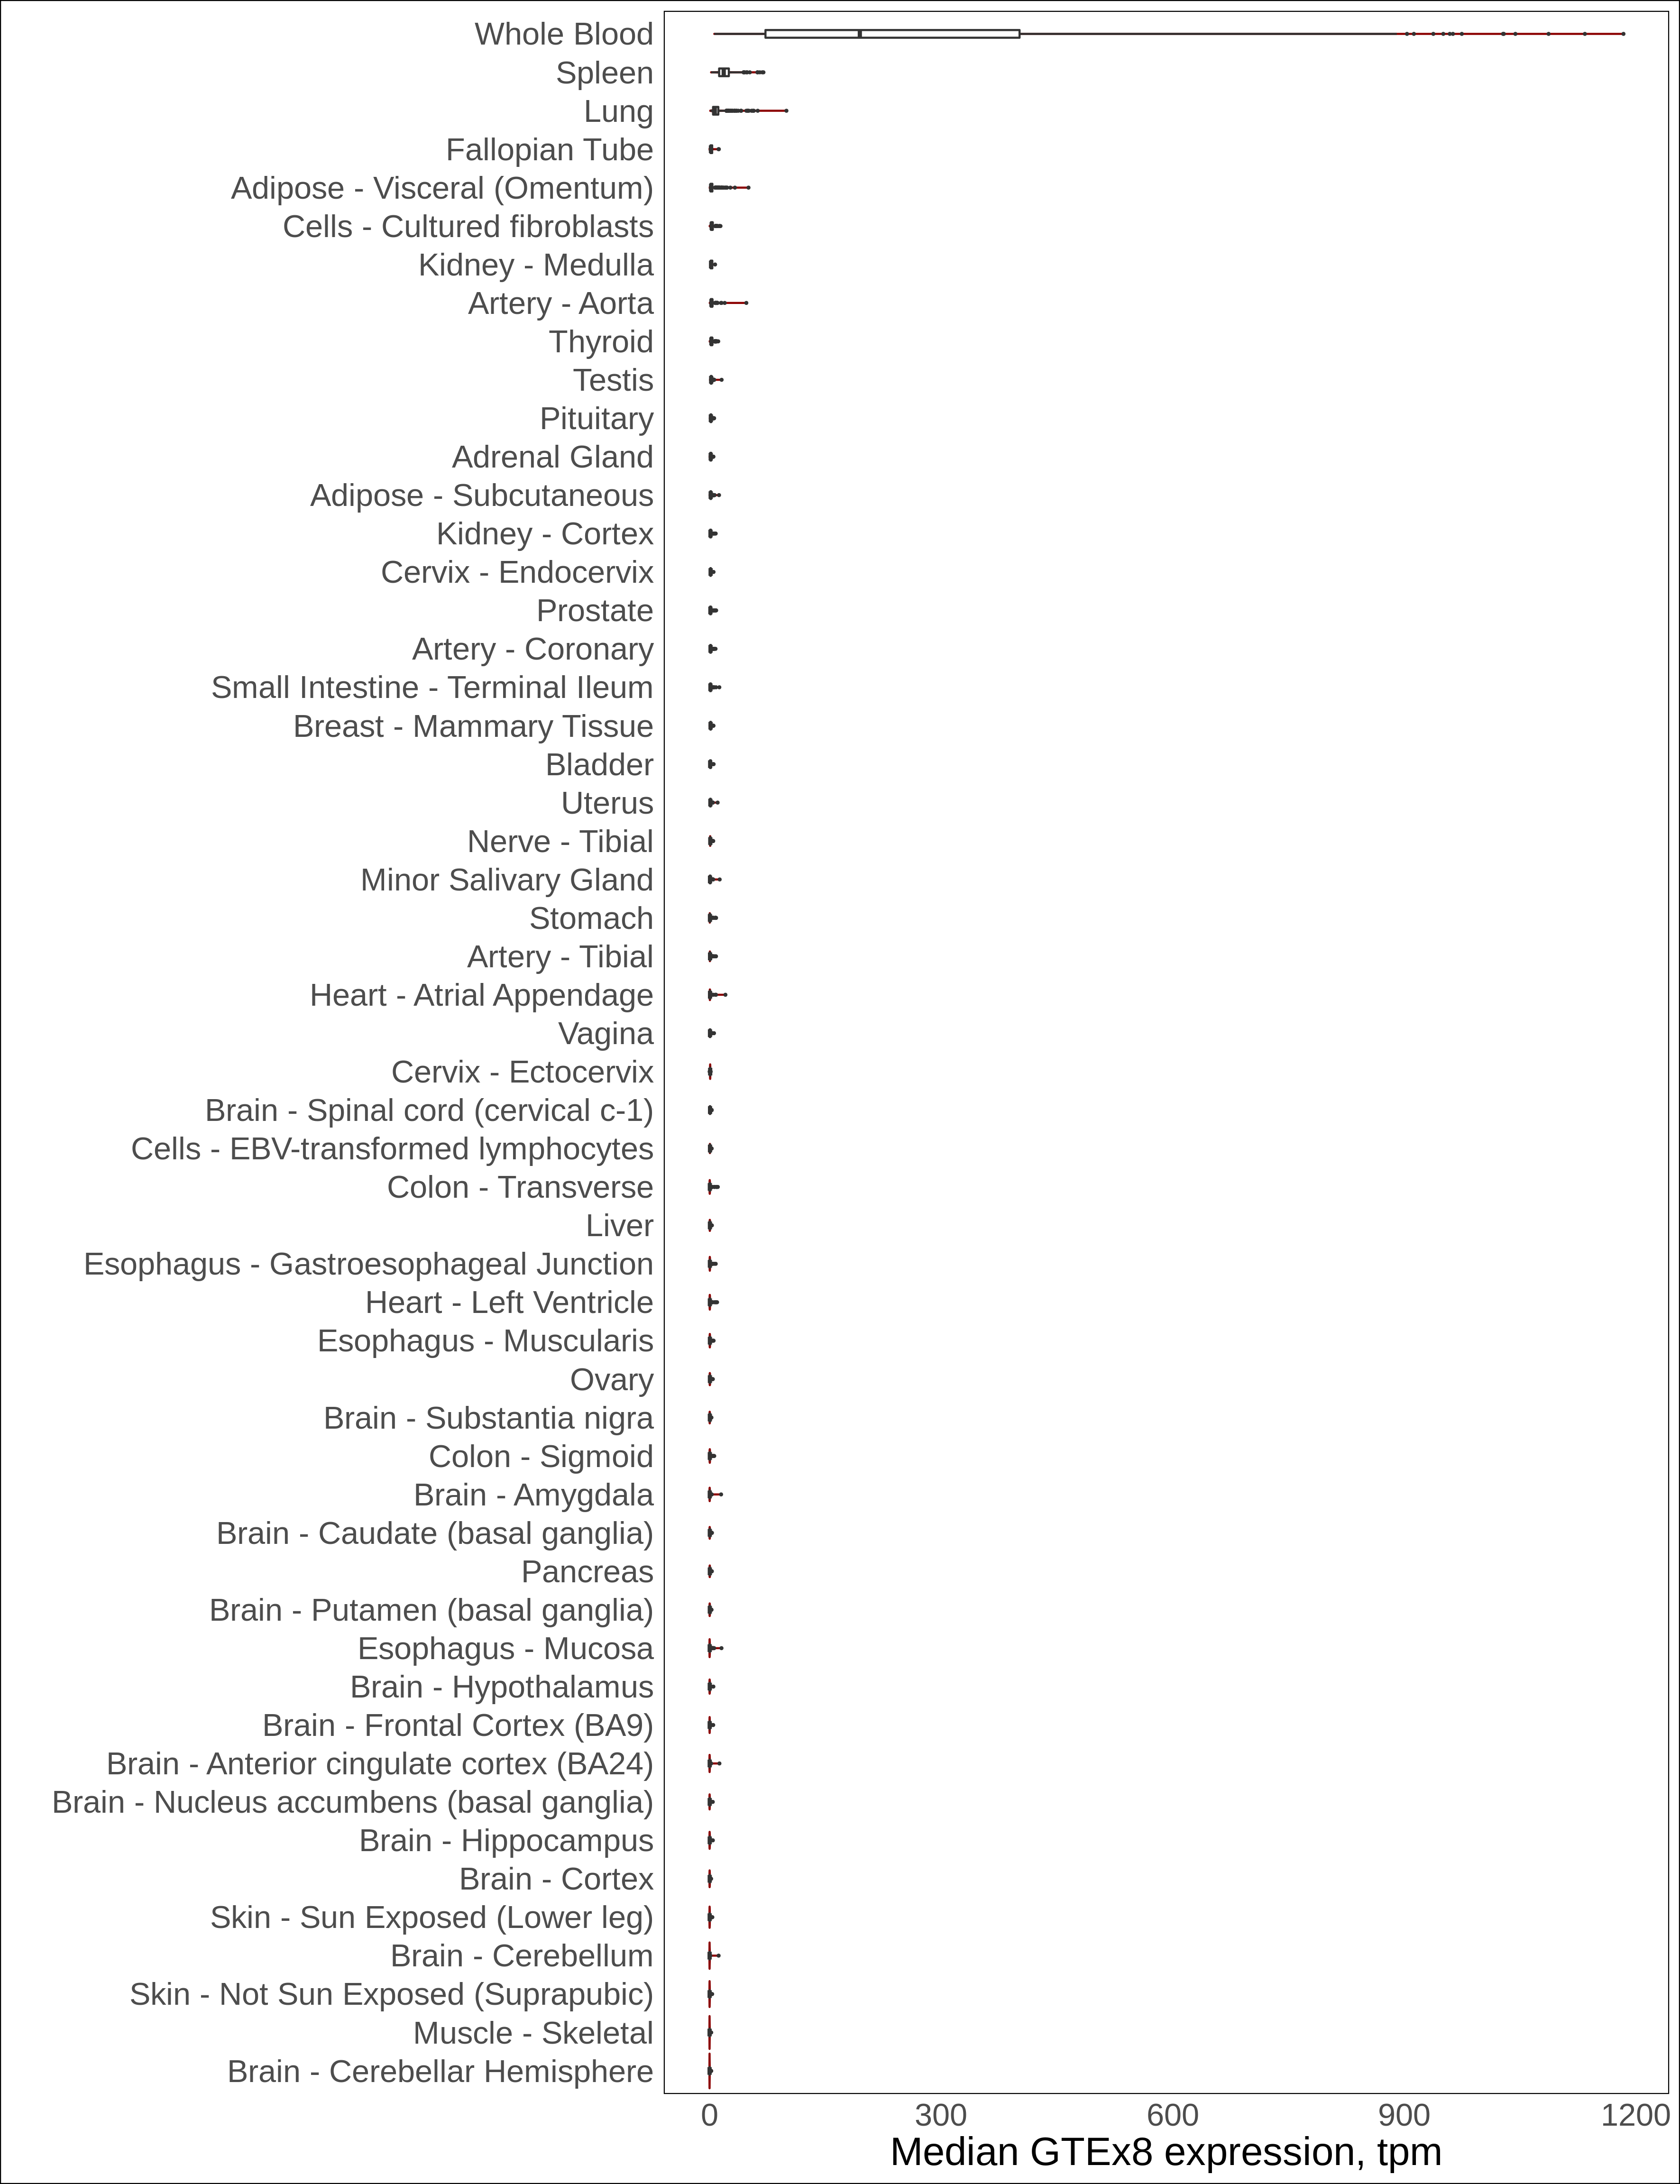 Whole Blood
Spleen
Lung
Fallopian Tube
Adipose - Visceral (Omentum)
Cells - Cultured fibroblasts
Kidney - Medulla
Artery - Aorta
Thyroid
Testis
Pituitary
Adrenal Gland
Adipose - Subcutaneous
Kidney - Cortex
Cervix - Endocervix
Prostate
Artery - Coronary
Small Intestine - Terminal Ileum
Breast - Mammary Tissue
Bladder
Uterus
Nerve - Tibial
Minor Salivary Gland
Stomach
Artery - Tibial
Heart - Atrial Appendage
Vagina
Cervix - Ectocervix
Brain - Spinal cord (cervical c-1)
Cells - EBV-transformed lymphocytes
Colon - Transverse
Liver
Esophagus - Gastroesophageal Junction
Heart - Left Ventricle
Esophagus - Muscularis
Ovary
Brain - Substantia nigra
Colon - Sigmoid
Brain - Amygdala
Brain - Caudate (basal ganglia)
Pancreas
Brain - Putamen (basal ganglia)
Esophagus - Mucosa
Brain - Hypothalamus
Brain - Frontal Cortex (BA9)
Brain - Anterior cingulate cortex (BA24)
Brain - Nucleus accumbens (basal ganglia)
Brain - Hippocampus
Brain - Cortex
Skin - Sun Exposed (Lower leg)
Brain - Cerebellum
Skin - Not Sun Exposed (Suprapubic)
Muscle - Skeletal
Brain - Cerebellar Hemisphere
0 300 600 900 1200
Median GTEx8 expression, tpm